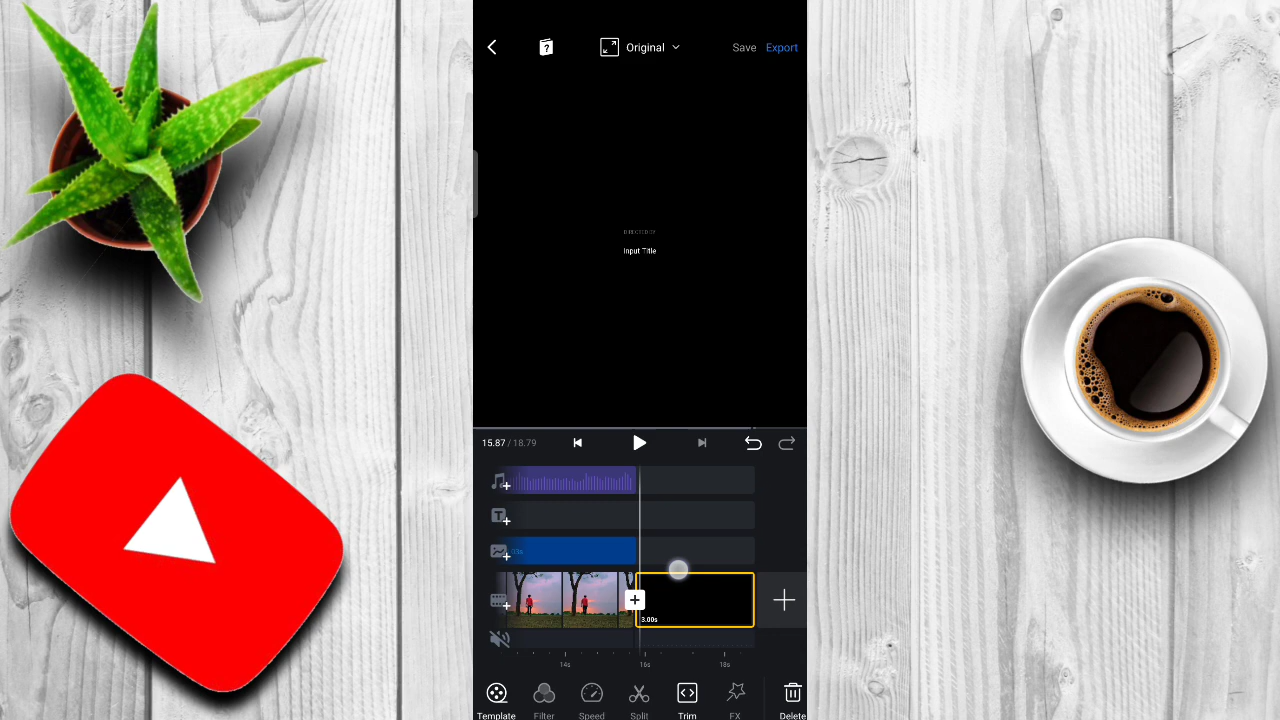 Original
Save Export
Input Title
15.87 / 18.79
3.00s
14s 16s 18s
Template Filter Speed Split Trim FX Delete